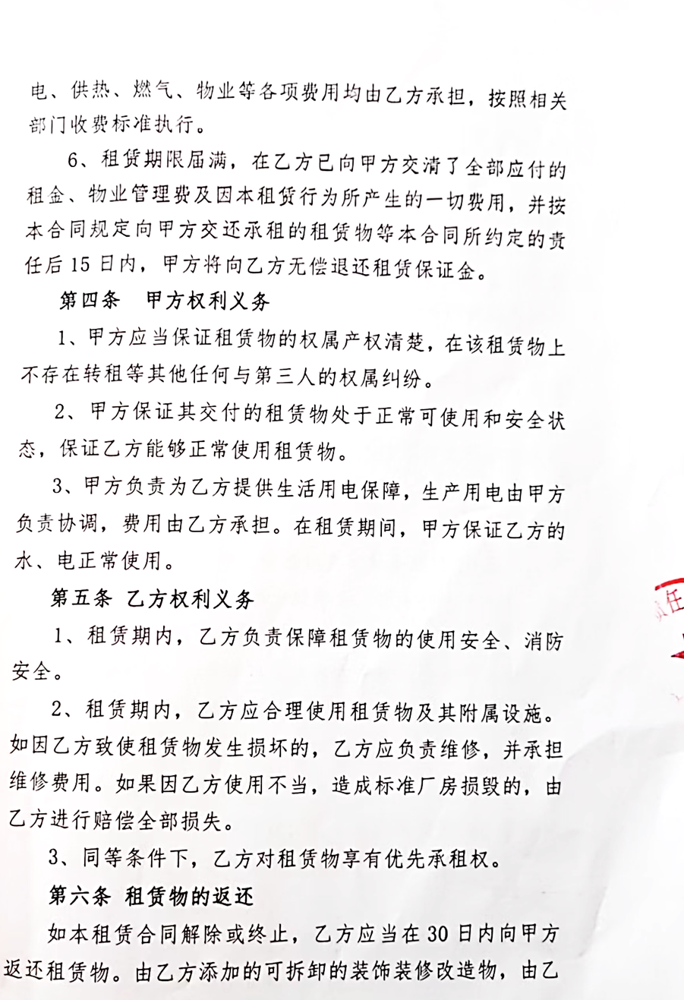 电、供热、燃气、物业等各项费用均由乙方承担，按照相关
部门收费标准执行。
6、租赁期限届满，在乙方已向甲方交清了全部应付的
租金、物业管理费及因本租赁行为所产生的一切费用，并按
本合同规定向甲方交还承租的租赁物等本合同所约定的责
任后 15 日内，甲方将向乙方无偿退还租赁保证金。
第四条 甲方权利义务
1、甲方应当保证租赁物的权属产权清楚，在该租赁物上
不存在转租等其他任何与第三人的权属纠纷。
2、甲方保证其交付的租赁物处于正常可使用和安全状
态，保证乙方能够正常使用租赁物。
3、甲方负责为乙方提供生活用电保障，生产用电由甲方
负责协调，费用由乙方承担。在租赁期间，甲方保证乙方的
水、电正常使用。
第五条 乙方权利义务
1、租赁期内，乙方负责保障租赁物的使用安全、消防
安全。
2、租赁期内，乙方应合理使用租赁物及其附属设施。
如因乙方致使租赁物发生损坏的，乙方应负责维修，并承担
维修费用。如果因乙方使用不当，造成标准厂房损毁的，由
乙方进行赔偿全部损失。
3、同等条件下，乙方对租赁物享有优先承租权。
第六条 租赁物的返还
如本租赁合同解除或终止，乙方应当在 30 日内向甲方
返还租赁物。由乙方添加的可拆卸的装饰装修改造物，由乙
责任